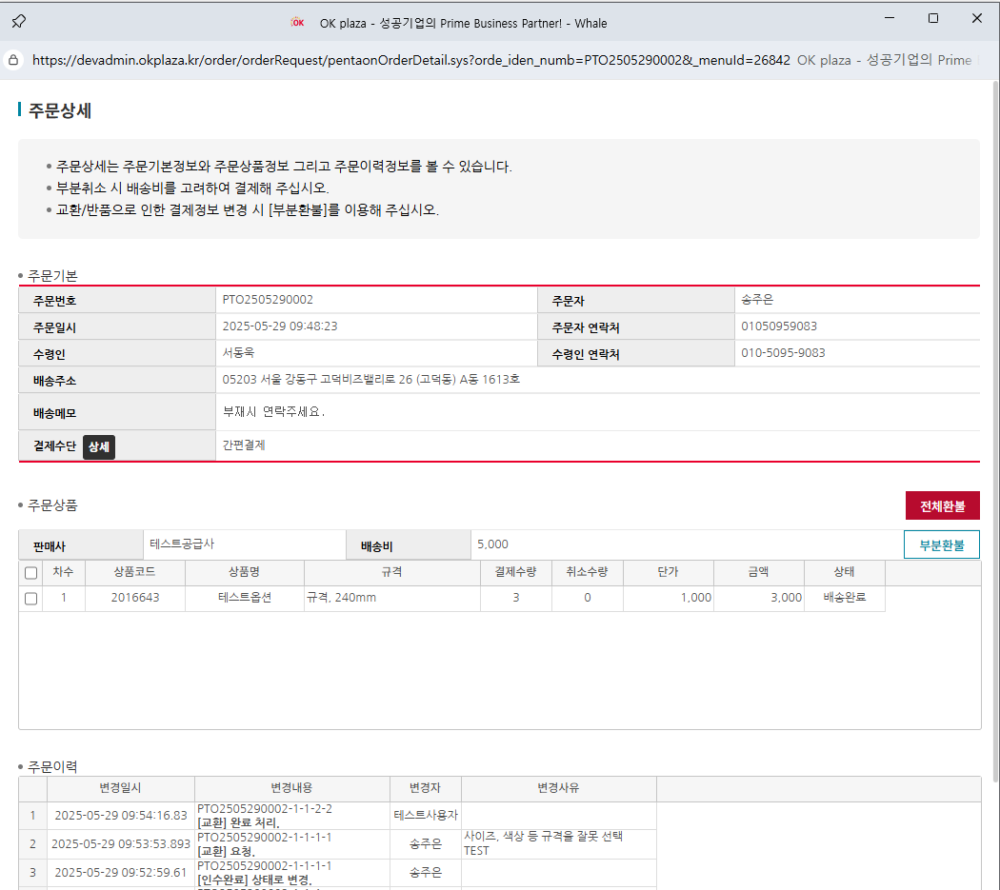 OK plaza - 성공기업의 Prime Business Partner! - Whale
https://devadmin.okplaza.kr/order/orderRequest/pentaonOrderDetail.sys?orde_iden_numb=PTO2505290002&_menuId=26842 OK plaza - 성공기업의 Prime
주문상세
주문상세는 주문기본정보와 주문상품정보 그리고 주문이력정보를 볼 수 있습니다.
부분취소 시 배송비를 고려하여 결제해 주십시오.
교환/반품으로 인한 결제정보 변경 시 [부분환불]를 이용해 주십시오.
주문기본
주문번호 PTO2505290002 주문자 송주은
주문일시 2025-05-29 09:48:23 주문자 연락처 01050959083
수령인 서동욱 수령인 연락처 010-5095-9083
배송주소 05203 서울 강동구 고덕비즈밸리로 26 (고덕동) A동 1613호
배송메모 부재시 연락주세요.
결제수단 상세 간편결제
주문상품 전체환불
판매사 테스트공급사 배송비 5,000 부분환불
차수 상품코드 상품명 규격 결제수량 취소수량 단가 금액 상태
1 2016643 테스트옵션 규격, 240mm 3 0 1,000 3,000 배송완료
주문이력
변경일시 변경내용 변경자 변경사유
1 2025-05-29 09:54:16.83 PTO2505290002-1-1-2-2 테스트사용자
[교환] 완료 처리.
2 2025-05-29 09:53:53.893 PTO2505290002-1-1-1-1 송주은 사이즈, 색상 등 규격을 잘못 선택
[교환] 요청. TEST
3 2025-05-29 09:52:59.61 PTO2505290002-1-1-1-1 송주은
[인수완료] 상태로 변경.